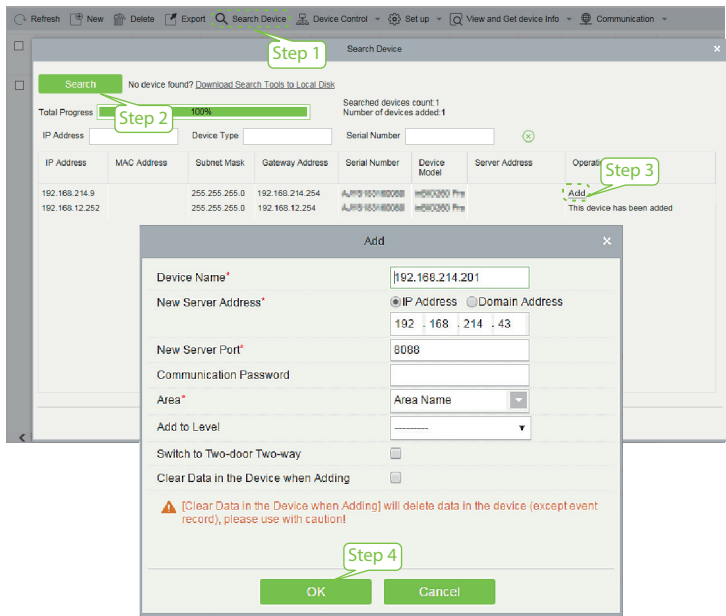 Refresh New Delete Export Search Device Device Control Set up View and Get device Info Communication
Step 1
Search Device
Search No device found? Download Search Tools to Local Disk
Step 2
Total Progress 100% Searched devices count:1
Number of devices added:1
IP Address Device Type Serial Number
IP Address MAC Address Subnet Mask Gateway Address Serial Number Device Model Server Address
Step 3
192.168.214.9 255.255.255.0 192.168.214.254 Add
192.168.12.252 255.255.255.0 192.168.12.254 This device has been added
Add
Device Name* 192.168.214.201
New Server Address* IP Address Domain Address
192 . 168 . 214 . 43
New Server Port* 8088
Communication Password
Area* Area Name
Add to Level ---------
Switch to Two-door Two-way
Clear Data in the Device when Adding
[Clear Data in the Device when Adding] will delete data in the device (except event
record), please use with caution!
Step 4
OK Cancel